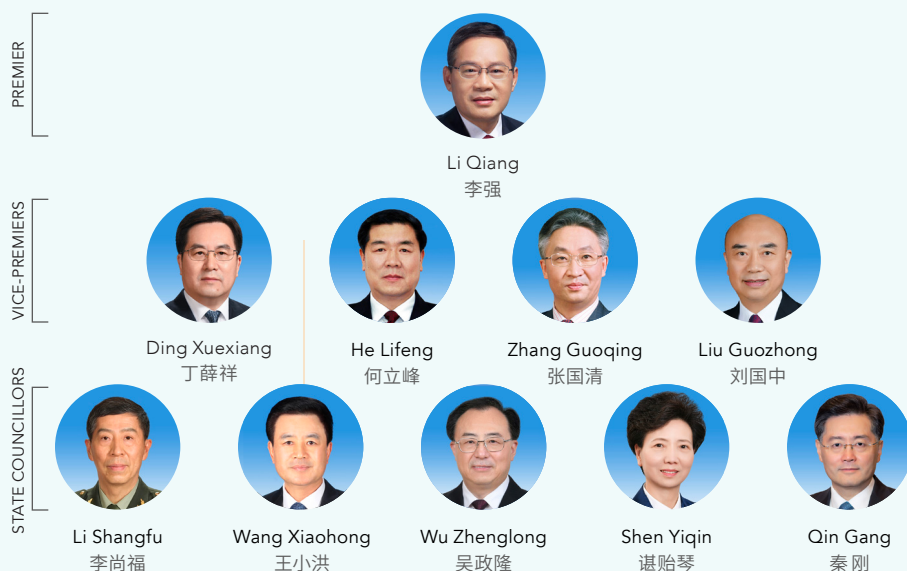 PREMIER
Li Qiang
李强
VICE-PREMIERS
Ding Xuexiang
丁薛祥
He Lifeng
何立峰
Zhang Guoqing
张国清
Liu Guozhong
刘国中
STATE COUNCILLORS
Li Shangfu
李尚福
Wang Xiaohong
王小洪
Wu Zhenglong
吴政隆
Shen Yiqin
谌贻琴
Qin Gang
秦刚